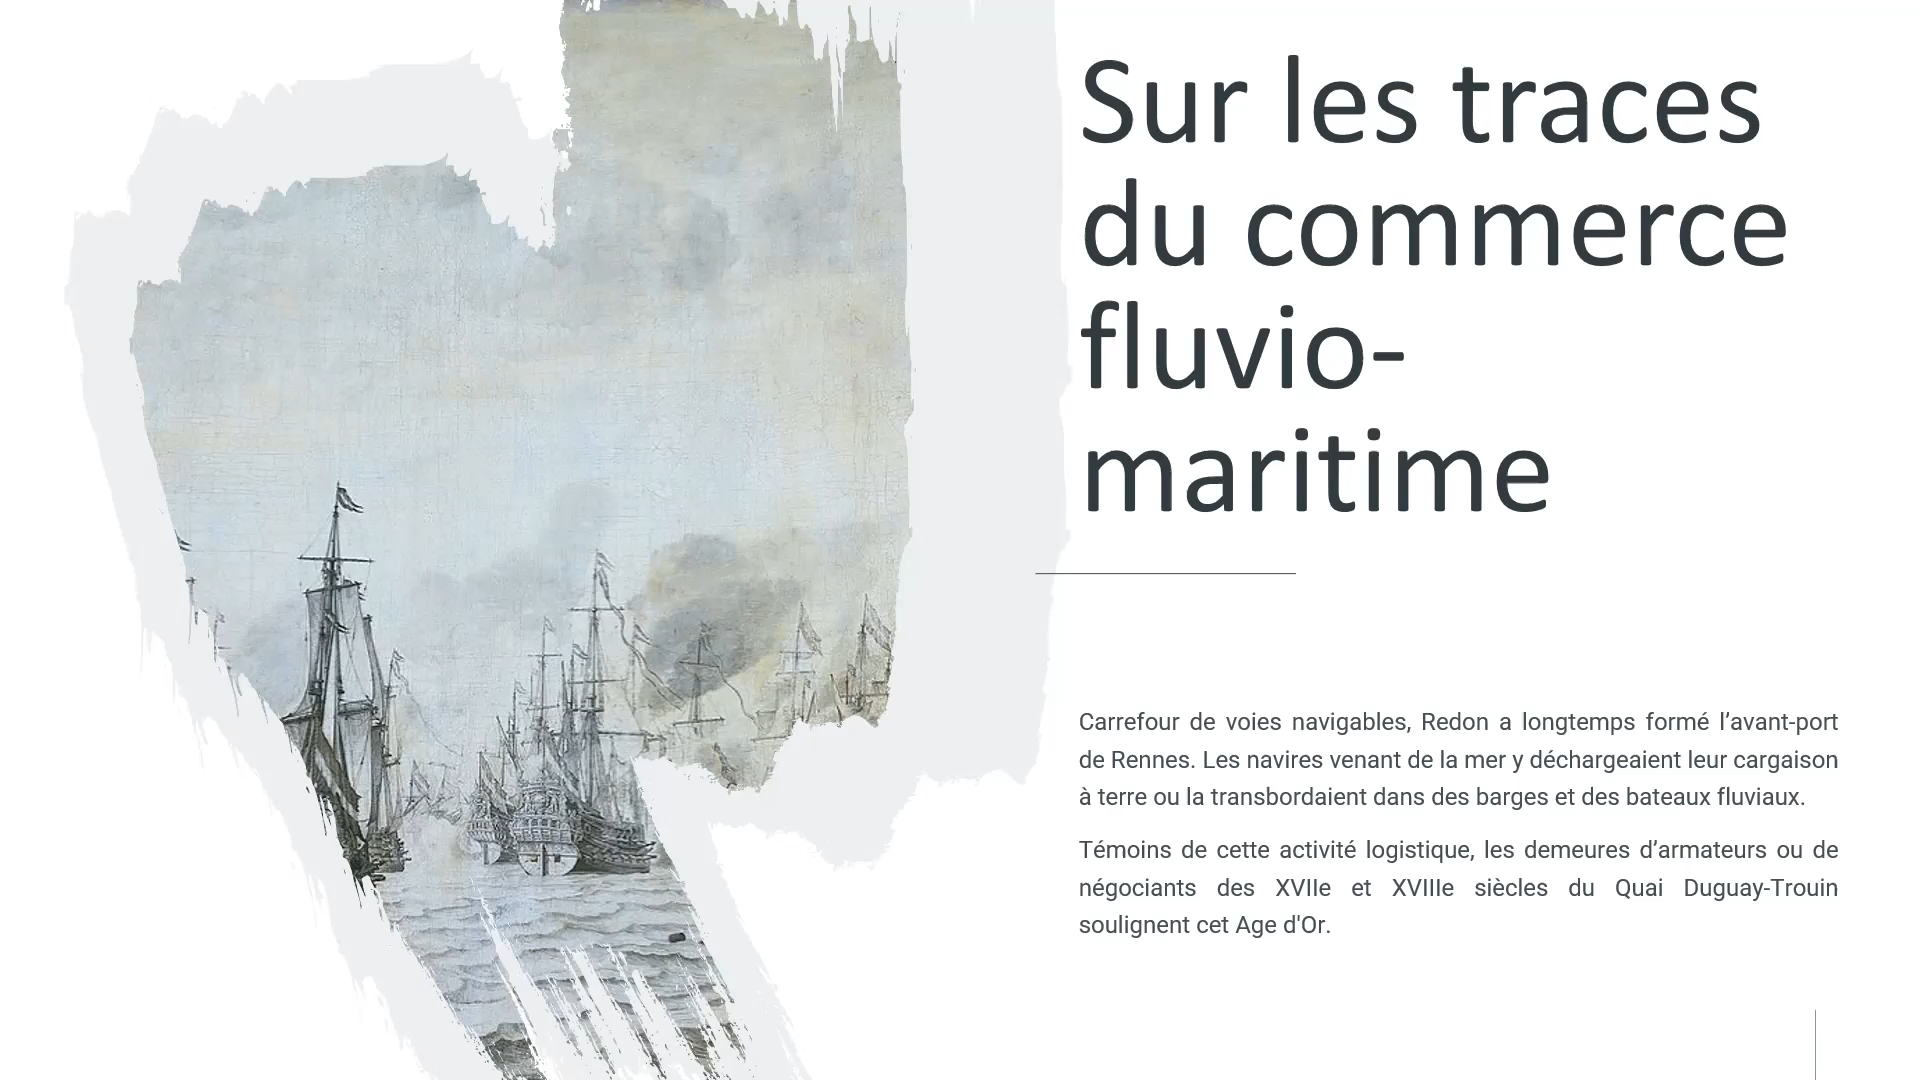 Sur les traces
du commerce
fluvio-
maritime
Carrefour de voies navigables, Redon a longtemps formé l’avant-port
de Rennes. Les navires venant de la mer y déchargeaient leur cargaison
à terre ou la transbordaient dans des barges et des bateaux fluviaux.
Témoins de cette activité logistique, les demeures d’armateurs ou de
négociants des XVIIe et XVIIIe siècles du Quai Duguay-Trouin
soulignent cet Age d'Or.